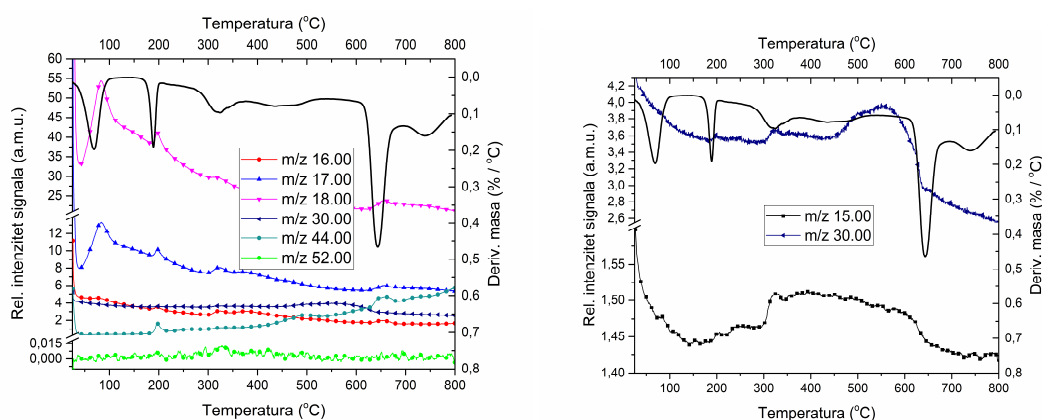 Temperatura (°C)
100 200 300 400 500 600 700 800
Rel. intenzitet signala (a.m.u.)
60
55
50
45
40
35
30
25
12
10
8
6
4
2
0,015
0,000
0,0
0,1
0,2
0,3
0,4
0,5
0,6
0,7
0,8
Deriv. masa (% / °C)
m/z 16.00
m/z 17.00
m/z 18.00
m/z 30.00
m/z 44.00
m/z 52.00
100 200 300 400 500 600 700 800
Temperatura (°C)
Temperatura (°C)
100 200 300 400 500 600 700 800
Rel. intenzitet signala (a.m.u.)
4,2
4,0
3,8
3,6
3,4
3,2
3,0
2,8
2,6
1,55
1,50
1,45
1,40
0,0
0,1
0,2
0,3
0,4
0,5
0,6
0,7
0,8
Deriv. masa (% / °C)
m/z 15.00
m/z 30.00
100 200 300 400 500 600 700 800
Temperatura (°C)